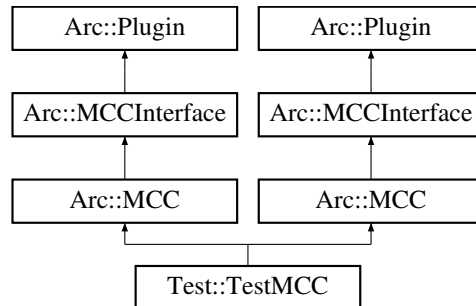 Arc::Plugin Arc::Plugin
Arc::MCCInterface Arc::MCCInterface
Arc::MCC Arc::MCC
Test::TestMCC